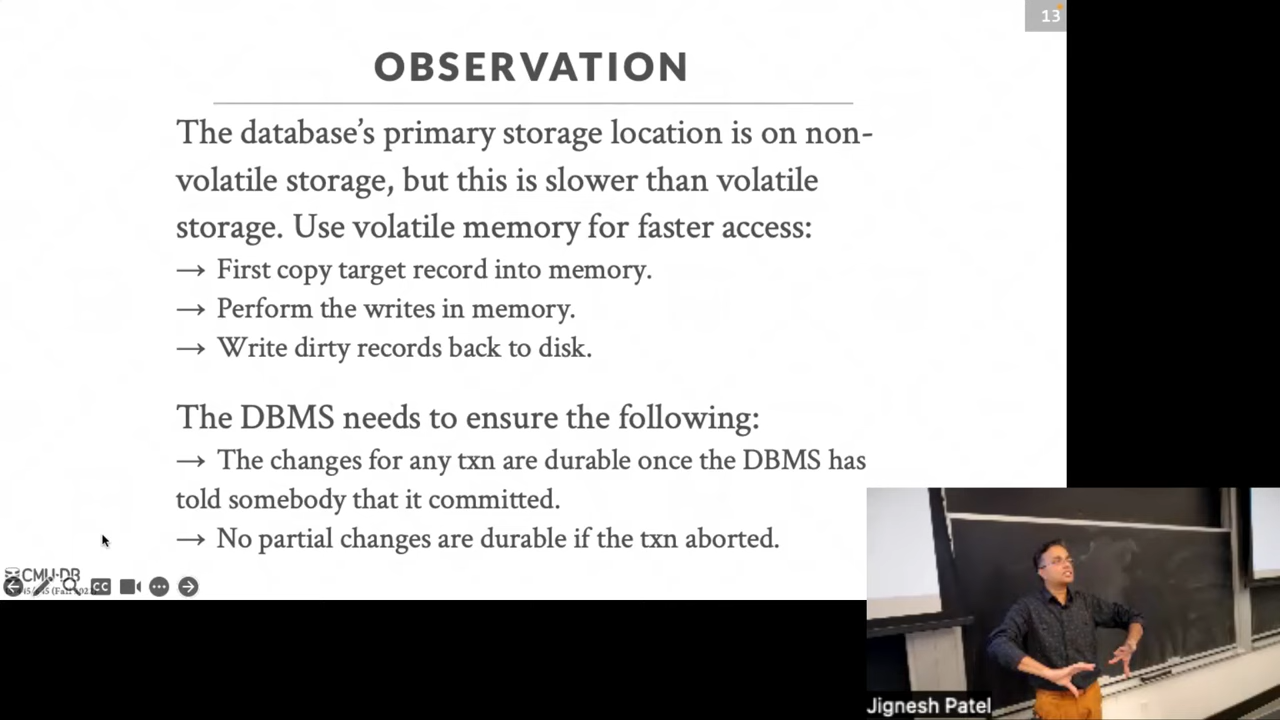 13
OBSERVATION
The database’s primary storage location is on non-
volatile storage, but this is slower than volatile
storage. Use volatile memory for faster access:
→ First copy target record into memory.
→ Perform the writes in memory.
→ Write dirty records back to disk.
The DBMS needs to ensure the following:
→ The changes for any txn are durable once the DBMS has
told somebody that it committed.
→ No partial changes are durable if the txn aborted.
CMU·DB
CC
Jignesh Patel